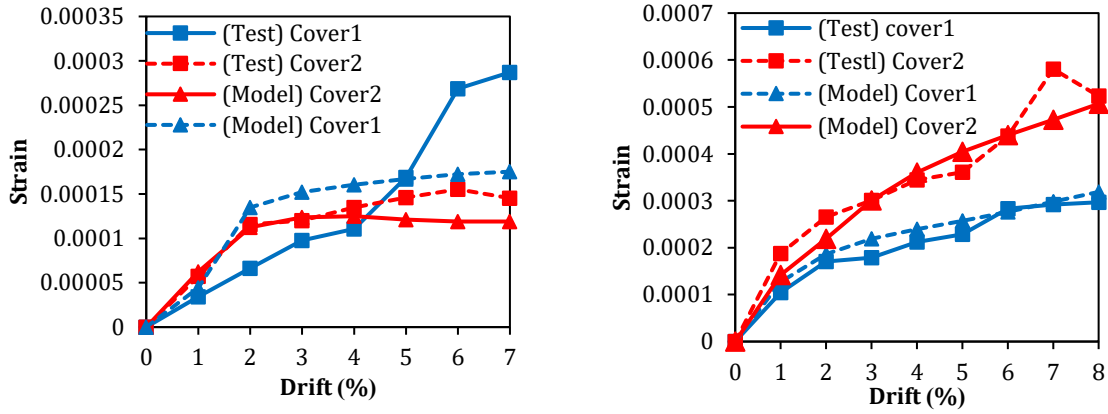 0.00035
0.0003
0.00025
0.0002
0.00015
0.0001
0.00005
0
Strain
(Test) Cover1
(Test) Cover2
(Model) Cover2
(Model) Cover1
0 1 2 3 4 5 6 7
Drift (%)
0.0007
0.0006
0.0005
0.0004
0.0003
0.0002
0.0001
0
Strain
(Test) cover1
(Testl) Cover2
(Model) Cover1
(Model) Cover2
0 1 2 3 4 5 6 7 8
Drift (%)